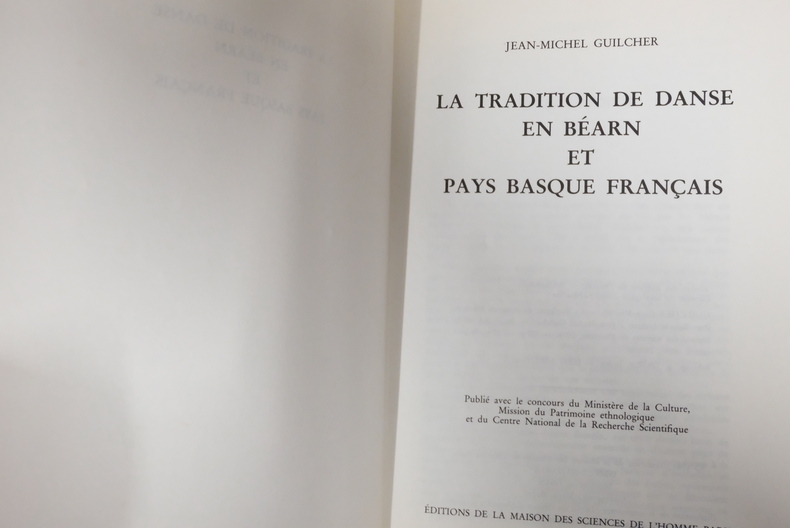 JEAN-MICHEL GUILCHER
LA TRADITION DE DANSE
EN BÉARN
ET
PAYS BASQUE FRANÇAIS
Publié avec le concours du Ministère de la Culture,
Mission du Patrimoine ethnologique
et du Centre National de la Recherche Scientifique
ÉDITIONS DE LA MAISON DES SCIENCES DE L'HOMME